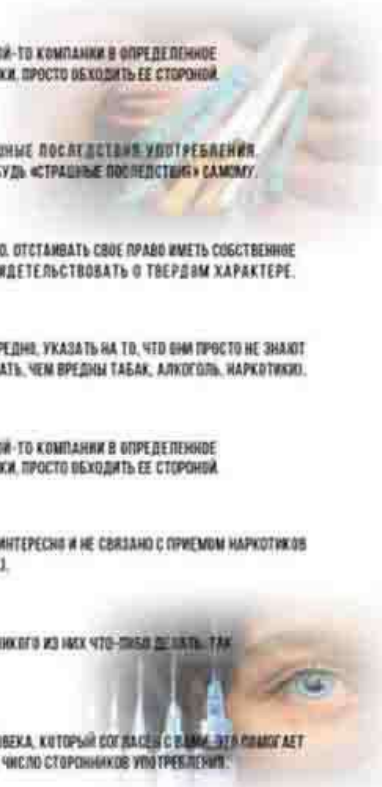 Й-ТО КОМПАНИИ В ОПРЕДЕЛЕННОЕ
КИ, ПРОСТО ОБХОДИТЬ ЕЕ СТОРОНОЙ.
ШНЫЕ ПОСЛЕДСТВИЯ УПОТРЕБЛЕНИЯ.
БУДЬ «СТРАШНЫЕ ПОСЛЕДСТВИЯ» САМОМУ.
О, ОТСТАИВАТЬ СВОЕ ПРАВО ИМЕТЬ СОБСТВЕННОЕ
ИДЕТЕЛЬСТВОВАТЬ О ТВЕРДОМ ХАРАКТЕРЕ.
РЕДНО, УКАЗАТЬ НА ТО, ЧТО ОНИ ПРОСТО НЕ ЗНАЮТ
АТЬ, ЧЕМ ВРЕДНЫ ТАБАК, АЛКОГОЛЬ, НАРКОТИКИ).
Й-ТО КОМПАНИИ В ОПРЕДЕЛЕННОЕ
КИ, ПРОСТО ОБХОДИТЬ ЕЕ СТОРОНОЙ
ИНТЕРЕСНО И НЕ СВЯЗАНО С ПРИЕМОМ НАРКОТИКОВ
).
НИКОГО ИЗ НИХ ЧТО-ЛИБО ДЕЛАТЬ. ТАК
ВЕКА, КОТОРЫЙ СОГЛАСЕН С ВАМИ, ЭТО ПОМОГАЕТ
ЧИСЛО СТОРОННИКОВ УПОТРЕБЛЕНИЯ.